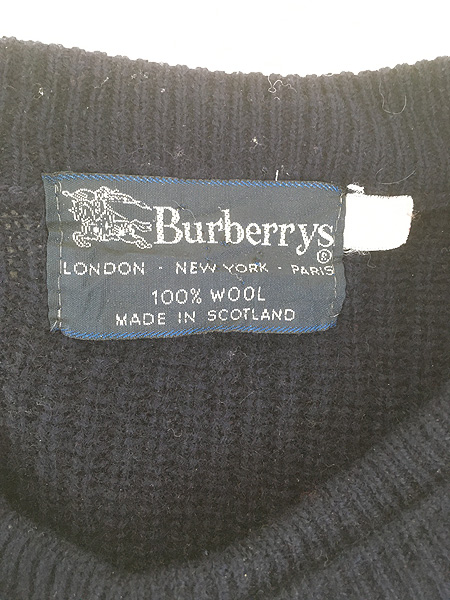 Burberrys®
LONDON - NEW YORK - PARIS
100% WOOL
MADE IN SCOTLAND